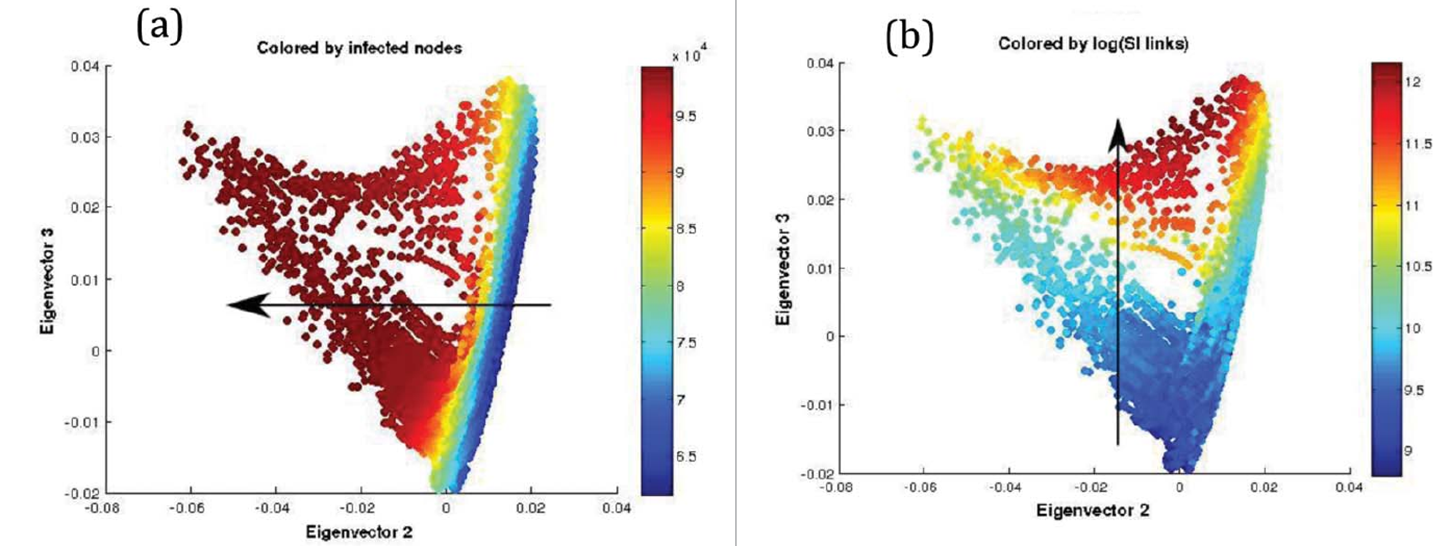 (a)
Colored by infected nodes
x 10⁴
0.04
0.03
0.02
0.01
0
-0.01
-0.02
Eigenvector 3
-0.08 -0.06 -0.04 -0.02 0 0.02 0.04
Eigenvector 2
9.5
9
8.5
8
7.5
7
6.5
(b)
Colored by log(SI links)
0.04
0.03
0.02
0.01
0
-0.01
-0.02
Eigenvector 3
-0.08 -0.06 -0.04 -0.02 0 0.02 0.04
Eigenvector 2
12
11.5
11
10.5
10
9.5
9